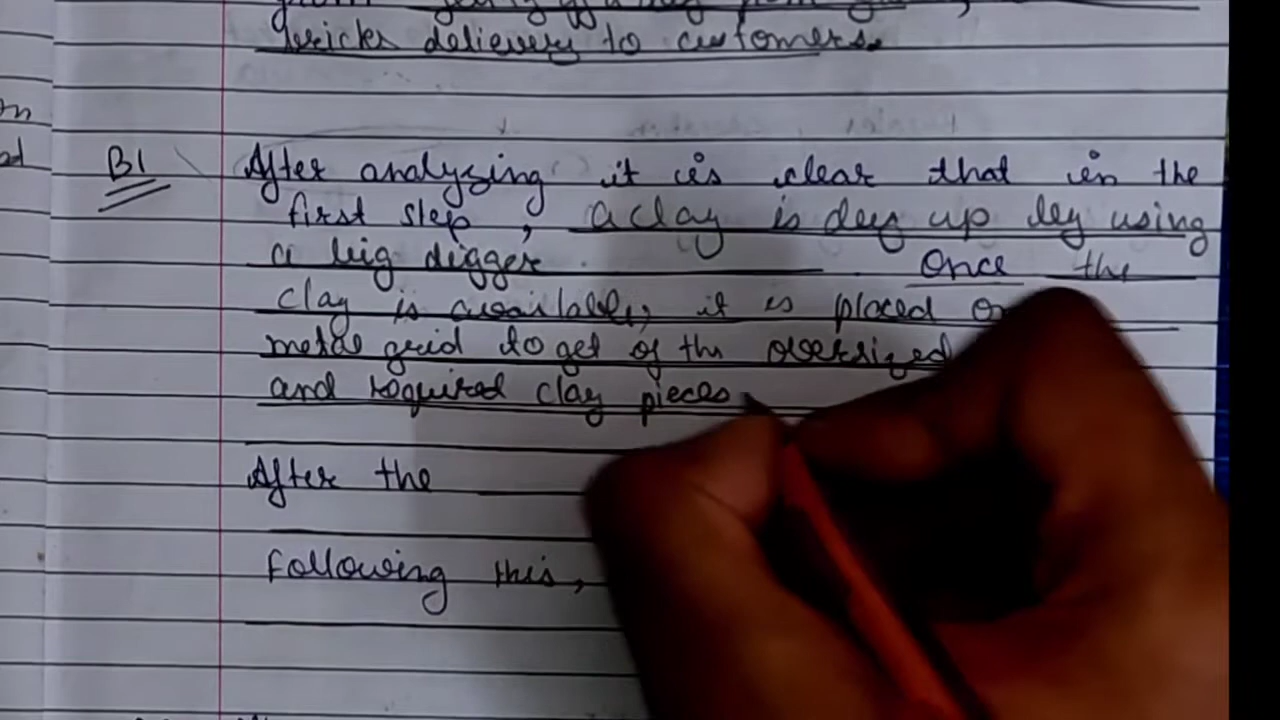 bricks delievery to customers.
on
ad
B1 After analyzing it is clear that in the
first step, a clay is dug up by using
a big digger. Once the
clay is available, it is placed on
metal grid to get of the oversized
and required clay pieces
After the
Following this,